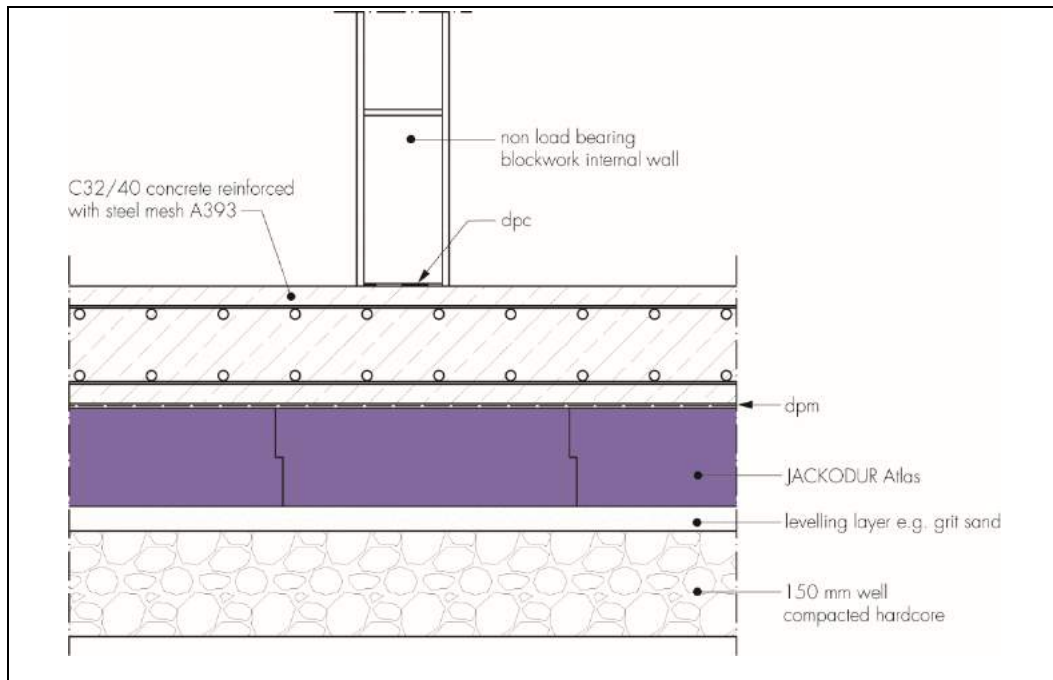 non load bearing
blockwork internal wall
C32/40 concrete reinforced
with steel mesh A393
dpc
dpm
JACKODUR Atlas
levelling layer e.g. grit sand
150 mm well
compacted hardcore